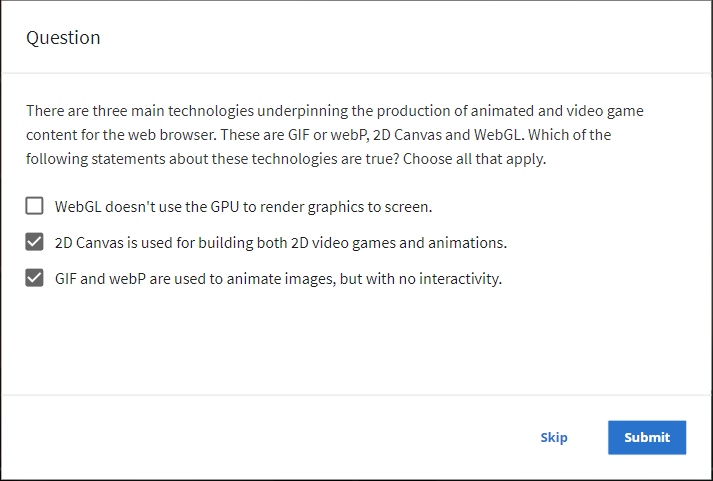 Question
There are three main technologies underpinning the production of animated and video game
content for the web browser. These are GIF or webP, 2D Canvas and WebGL. Which of the
following statements about these technologies are true? Choose all that apply.
WebGL doesn't use the GPU to render graphics to screen.
2D Canvas is used for building both 2D video games and animations.
GIF and webP are used to animate images, but with no interactivity.
Skip
Submit